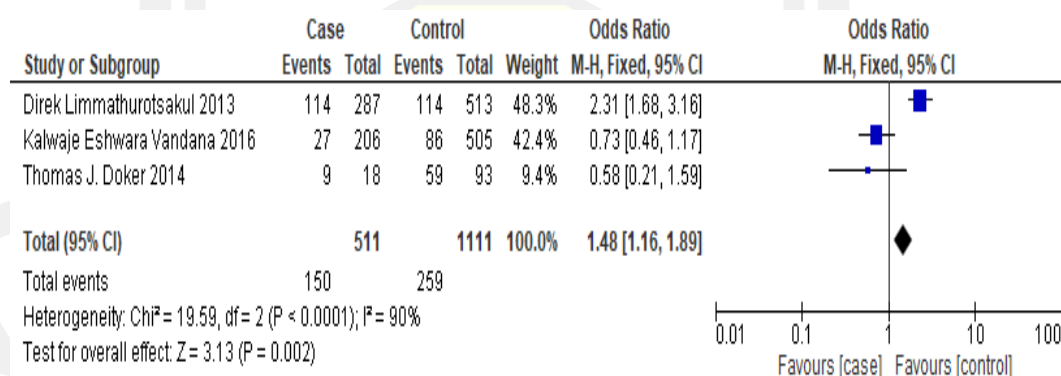 Case Control Odds Ratio Odds Ratio
Study or Subgroup Events Total Events Total Weight M-H, Fixed, 95% CI M-H, Fixed, 95% CI
Direk Limmathurotsakul 2013 114 287 114 513 48.3% 2.31 [1.68, 3.16]
Kalwaje Eshwara Vandana 2016 27 206 86 505 42.4% 0.73 [0.46, 1.17]
Thomas J. Doker 2014 9 18 59 93 9.4% 0.58 [0.21, 1.59]
Total (95% CI) 511 1111 100.0% 1.48 [1.16, 1.89]
Total events 150 259
Heterogeneity: Chi² = 19.59, df = 2 (P < 0.0001); I² = 90%
Test for overall effect: Z = 3.13 (P = 0.002)
0.01 0.1 1 10 100
Favours [case] Favours [control]